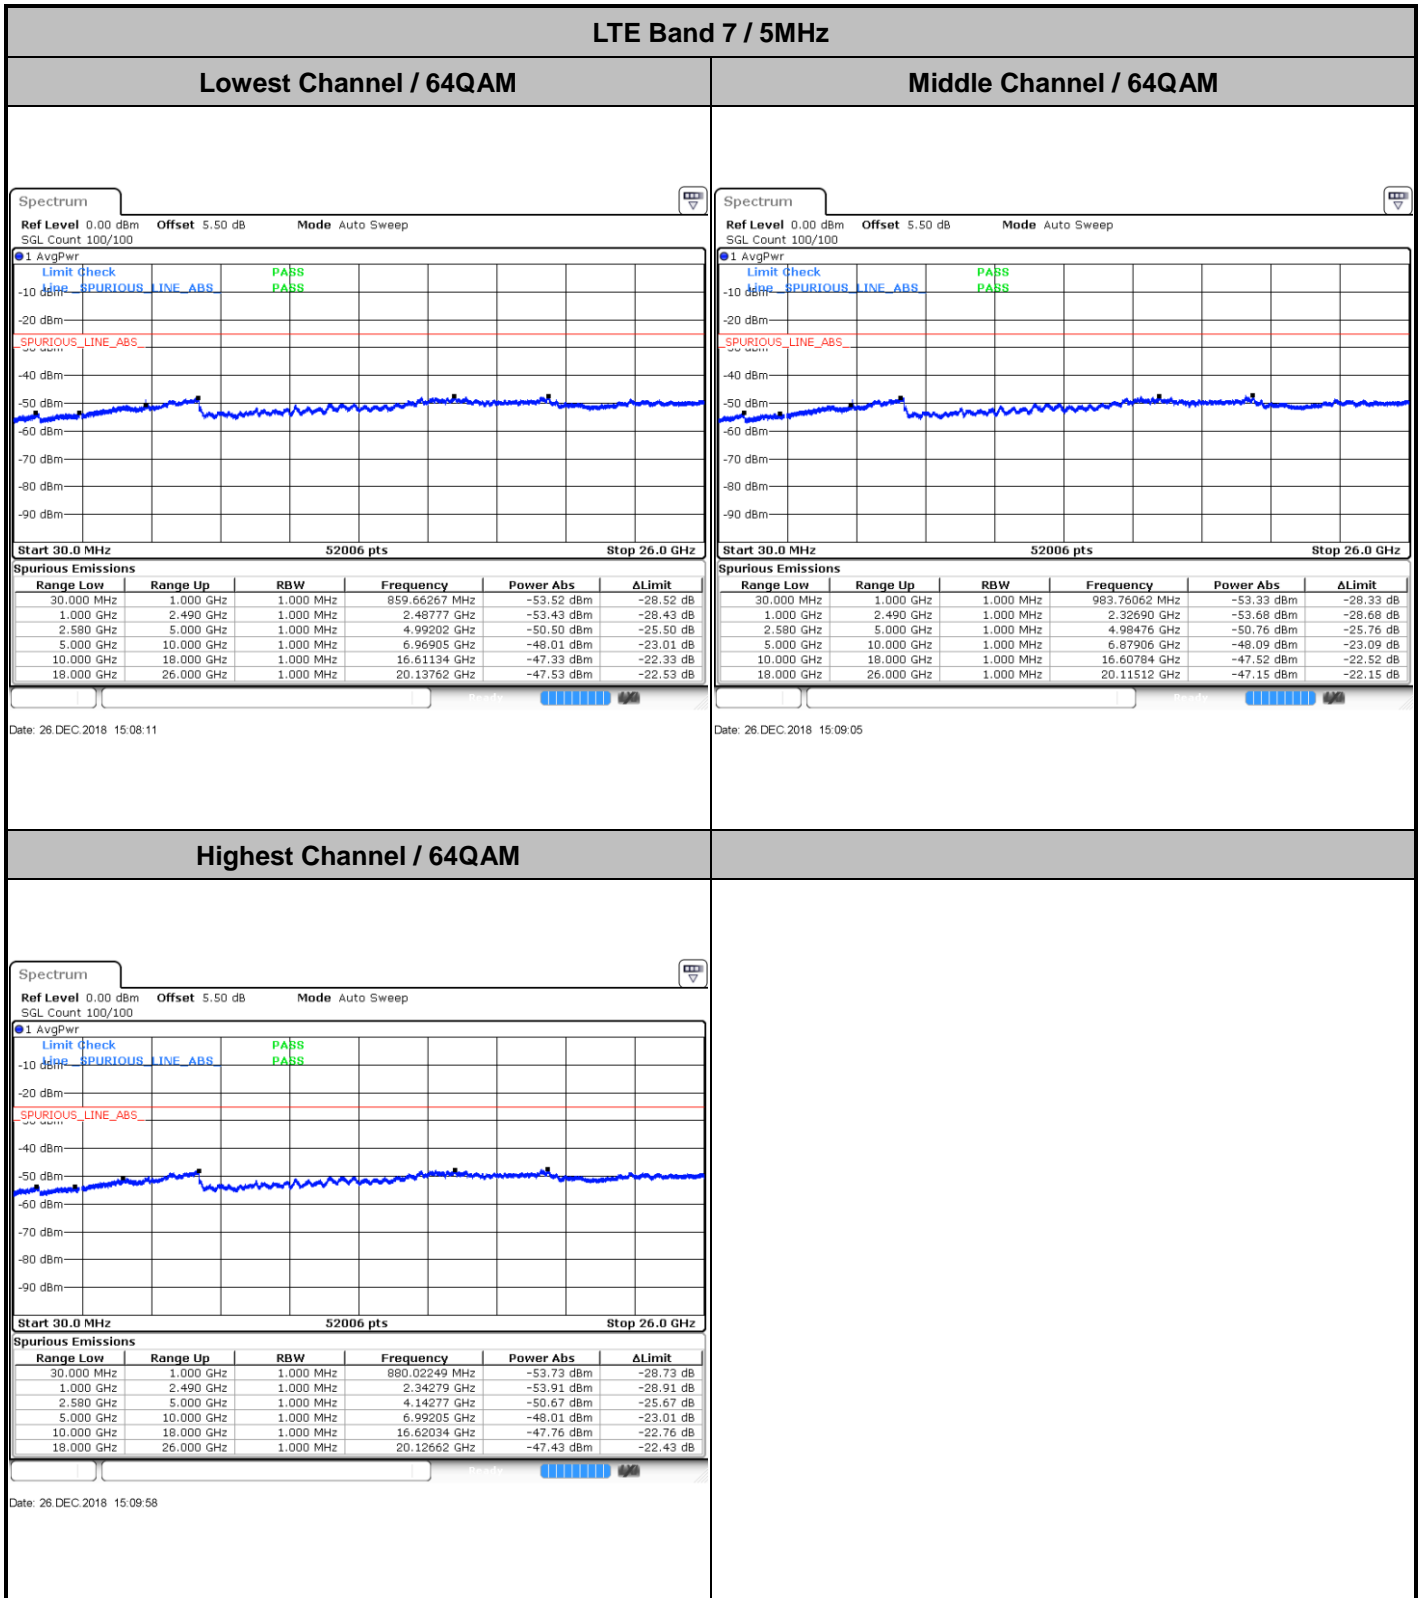 LTE Band 7 / 5MHz
Lowest Channel / 64QAM
Middle Channel / 64QAM
Spectrum
Ref Level 0.00 dBm Offset 5.50 dB Mode Auto Sweep
SGL Count 100/100
1 AvgPwr
Limit Check PASS
Line _SPURIOUS_LINE_ABS_ PASS
-10 dBm
-20 dBm
_SPURIOUS_LINE_ABS_
-30 dBm
-40 dBm
-50 dBm
-60 dBm
-70 dBm
-80 dBm
-90 dBm
Start 30.0 MHz 52006 pts Stop 26.0 GHz
Spurious Emissions
Range Low Range Up RBW Frequency Power Abs ΔLimit
30.000 MHz 1.000 GHz 1.000 MHz 859.66267 MHz -53.52 dBm -28.52 dB
1.000 GHz 2.490 GHz 1.000 MHz 2.48777 GHz -53.43 dBm -28.43 dB
2.580 GHz 5.000 GHz 1.000 MHz 4.99202 GHz -50.50 dBm -25.50 dB
5.000 GHz 10.000 GHz 1.000 MHz 6.96905 GHz -48.01 dBm -23.01 dB
10.000 GHz 18.000 GHz 1.000 MHz 16.61134 GHz -47.33 dBm -22.33 dB
18.000 GHz 26.000 GHz 1.000 MHz 20.13762 GHz -47.53 dBm -22.53 dB
Ready
Date: 26.DEC.2018 15:08:11
Spectrum
Ref Level 0.00 dBm Offset 5.50 dB Mode Auto Sweep
SGL Count 100/100
1 AvgPwr
Limit Check PASS
Line _SPURIOUS_LINE_ABS_ PASS
-10 dBm
-20 dBm
_SPURIOUS_LINE_ABS_
-30 dBm
-40 dBm
-50 dBm
-60 dBm
-70 dBm
-80 dBm
-90 dBm
Start 30.0 MHz 52006 pts Stop 26.0 GHz
Spurious Emissions
Range Low Range Up RBW Frequency Power Abs ΔLimit
30.000 MHz 1.000 GHz 1.000 MHz 983.76062 MHz -53.33 dBm -28.33 dB
1.000 GHz 2.490 GHz 1.000 MHz 2.32690 GHz -53.68 dBm -28.68 dB
2.580 GHz 5.000 GHz 1.000 MHz 4.98476 GHz -50.76 dBm -25.76 dB
5.000 GHz 10.000 GHz 1.000 MHz 6.87906 GHz -48.09 dBm -23.09 dB
10.000 GHz 18.000 GHz 1.000 MHz 16.60784 GHz -47.52 dBm -22.52 dB
18.000 GHz 26.000 GHz 1.000 MHz 20.11512 GHz -47.15 dBm -22.15 dB
Ready
Date: 26.DEC.2018 15:09:05
Highest Channel / 64QAM
Spectrum
Ref Level 0.00 dBm Offset 5.50 dB Mode Auto Sweep
SGL Count 100/100
1 AvgPwr
Limit Check PASS
Line _SPURIOUS_LINE_ABS_ PASS
-10 dBm
-20 dBm
_SPURIOUS_LINE_ABS_
-30 dBm
-40 dBm
-50 dBm
-60 dBm
-70 dBm
-80 dBm
-90 dBm
Start 30.0 MHz 52006 pts Stop 26.0 GHz
Spurious Emissions
Range Low Range Up RBW Frequency Power Abs ΔLimit
30.000 MHz 1.000 GHz 1.000 MHz 880.02249 MHz -53.73 dBm -28.73 dB
1.000 GHz 2.490 GHz 1.000 MHz 2.34279 GHz -53.91 dBm -28.91 dB
2.580 GHz 5.000 GHz 1.000 MHz 4.14277 GHz -50.67 dBm -25.67 dB
5.000 GHz 10.000 GHz 1.000 MHz 6.99205 GHz -48.01 dBm -23.01 dB
10.000 GHz 18.000 GHz 1.000 MHz 16.62034 GHz -47.76 dBm -22.76 dB
18.000 GHz 26.000 GHz 1.000 MHz 20.12662 GHz -47.43 dBm -22.43 dB
Ready
Date: 26.DEC.2018 15:09:58